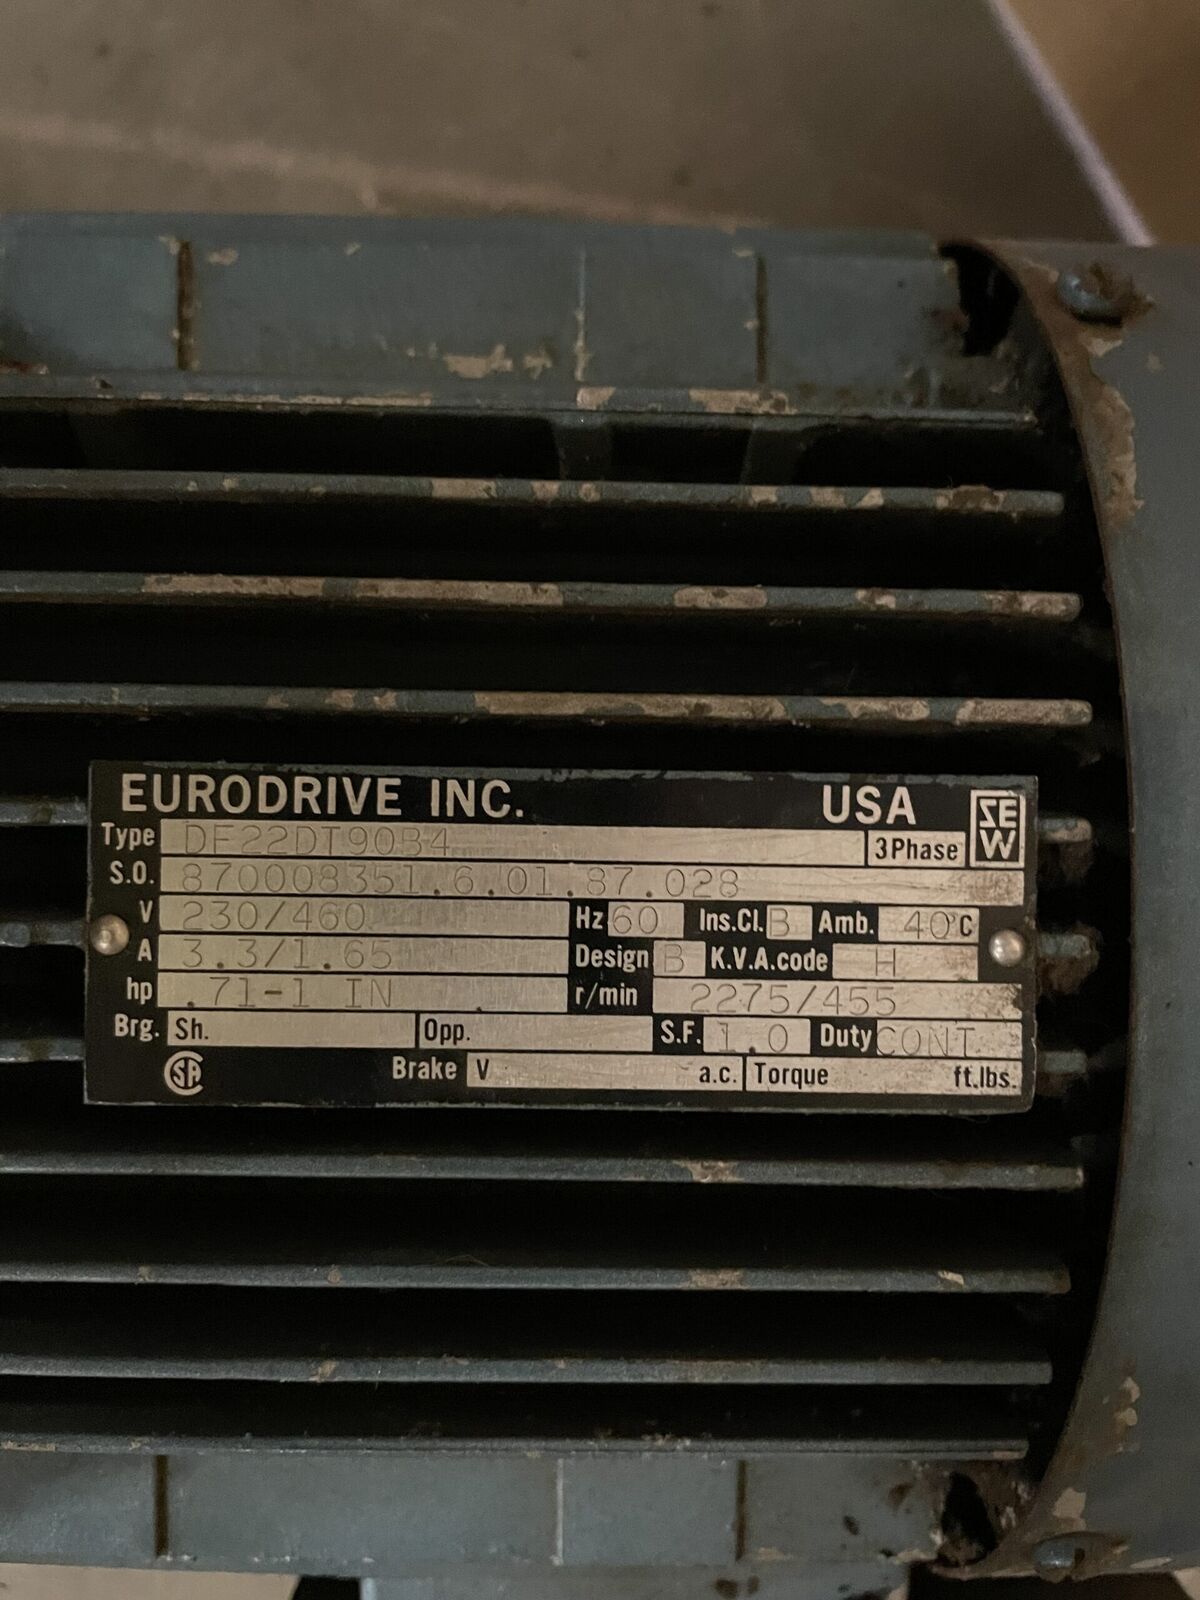 EURODRIVE INC. USA SEW
Type DF22DT90B4 3Phase
S.O. 870008351.6.01.87.028
V 230/460 Hz 60 Ins.Cl. B Amb. 40°C
A 3.3/1.65 Design B K.V.A.code H
hp .71-1 IN r/min 2275/455
Brg. Sh. Opp. S.F. 1.0 Duty CONT.
SA Brake V a.c. Torque ft.lbs.